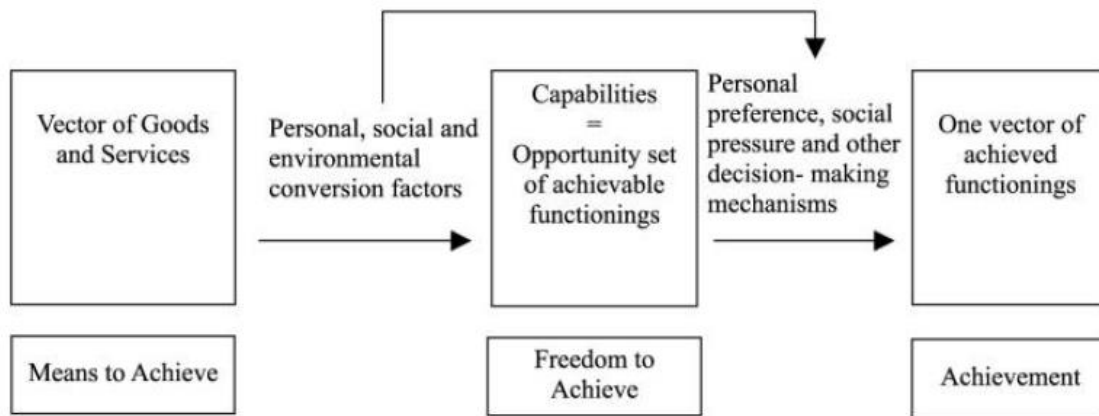 Vector of Goods
and Services
Personal, social and
environmental
conversion factors
Capabilities
=
Opportunity set
of achievable
functionings
Personal
preference, social
pressure and other
decision- making
mechanisms
One vector of
achieved
functionings
Means to Achieve
Freedom to
Achieve
Achievement